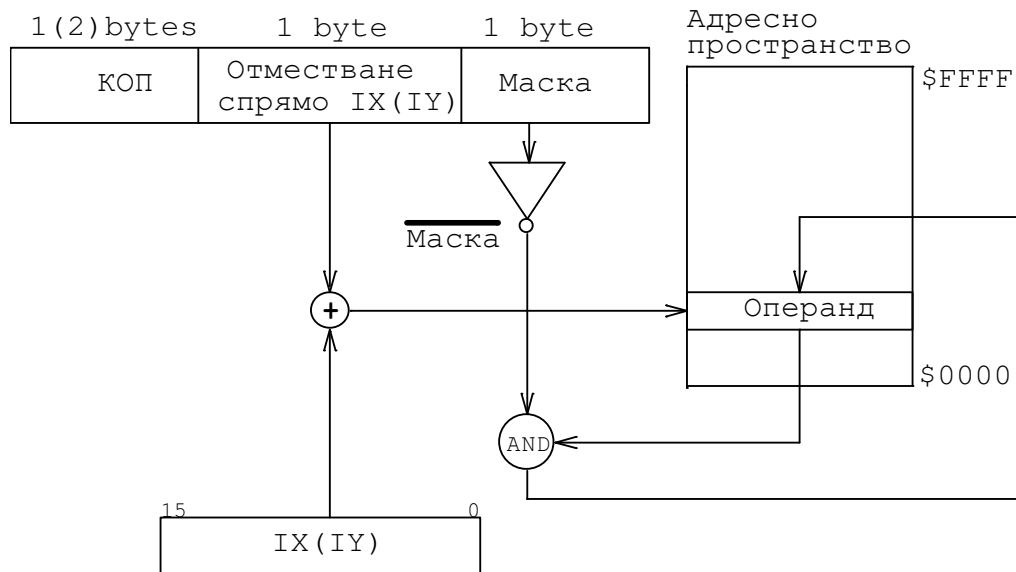 1(2)bytes
1 byte
1 byte
КОП
Отместване
спрямо IX(IY)
Маска
Адресно
пространство
$FFFF
Маска
Операнд
+
$0000
AND
15
0
IX(IY)